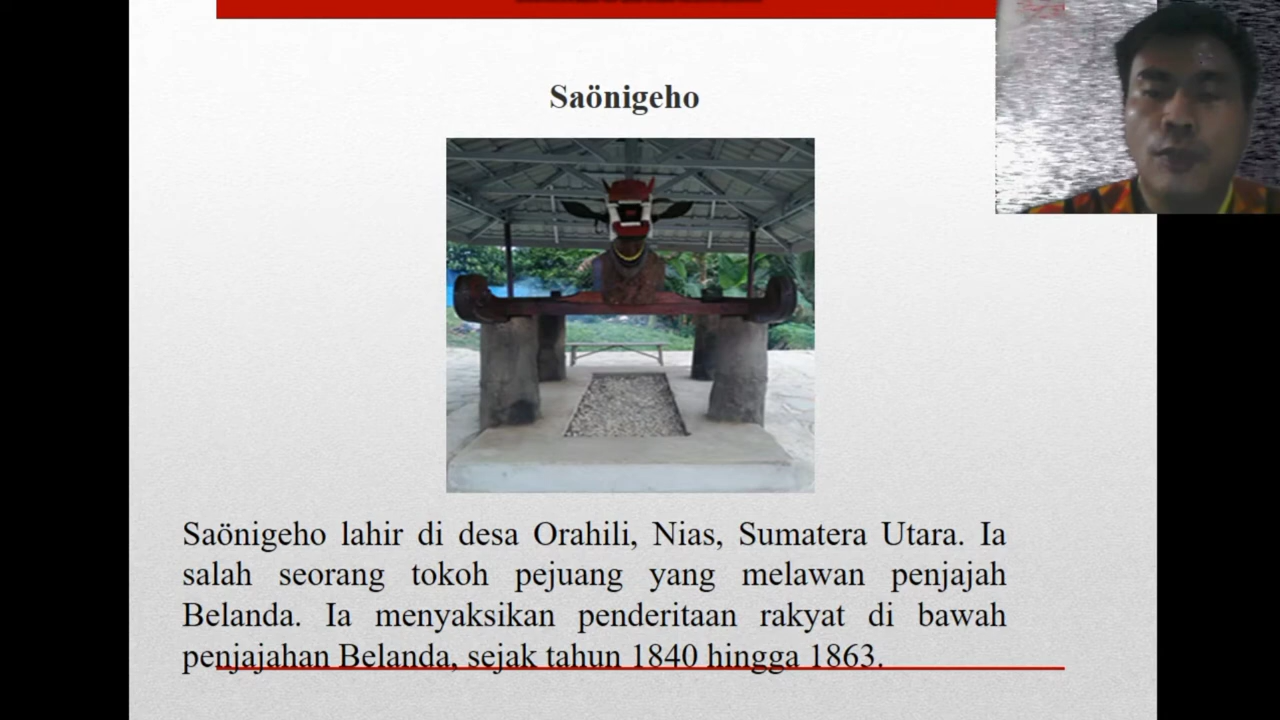 Saönigeho
Saönigeho lahir di desa Orahili, Nias, Sumatera Utara. Ia
salah seorang tokoh pejuang yang melawan penjajah
Belanda. Ia menyaksikan penderitaan rakyat di bawah
penjajahan Belanda, sejak tahun 1840 hingga 1863.